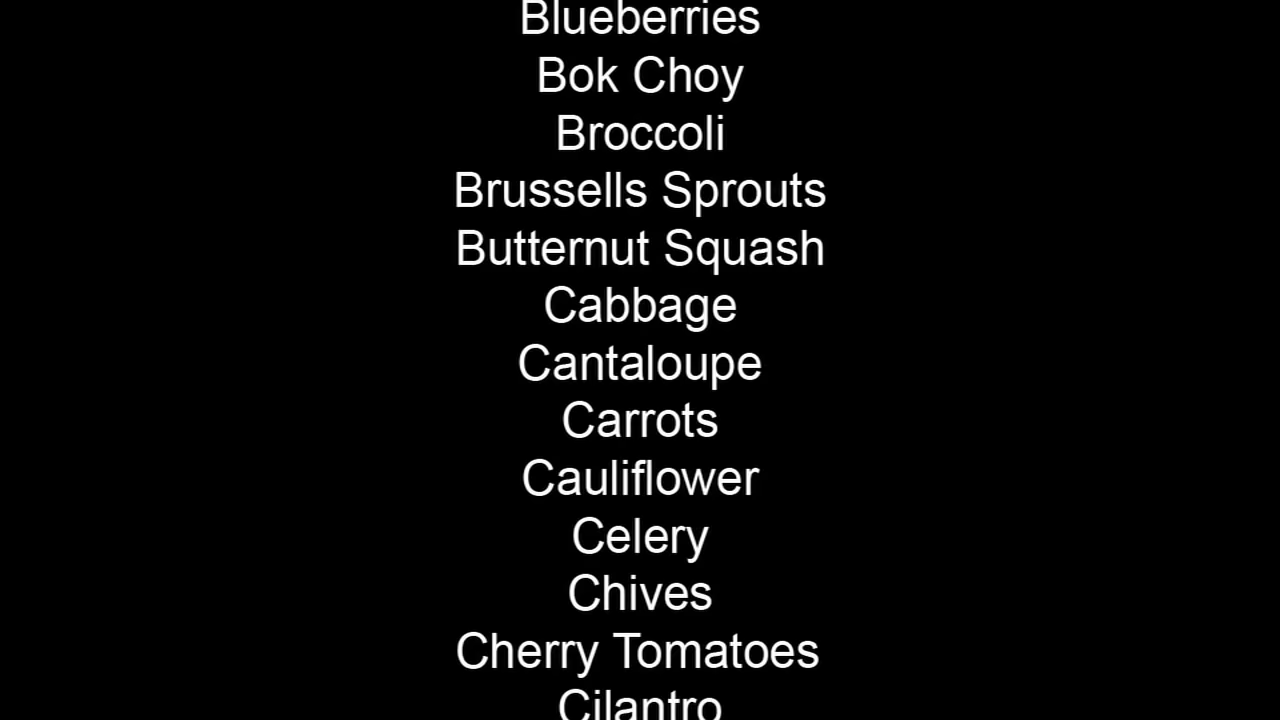 Blueberries
Bok Choy
Broccoli
Brussells Sprouts
Butternut Squash
Cabbage
Cantaloupe
Carrots
Cauliflower
Celery
Chives
Cherry Tomatoes
Cilantro